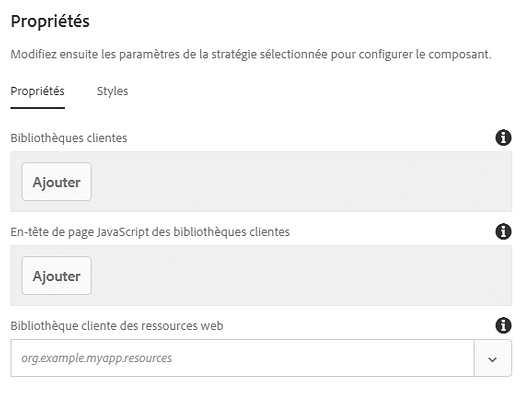 Propriétés
Modifiez ensuite les paramètres de la stratégie sélectionnée pour configurer le composant.
Propriétés Styles
Bibliothèques clientes
Ajouter
En-tête de page JavaScript des bibliothèques clientes
Ajouter
Bibliothèque cliente des ressources web
org.example.myapp.resources